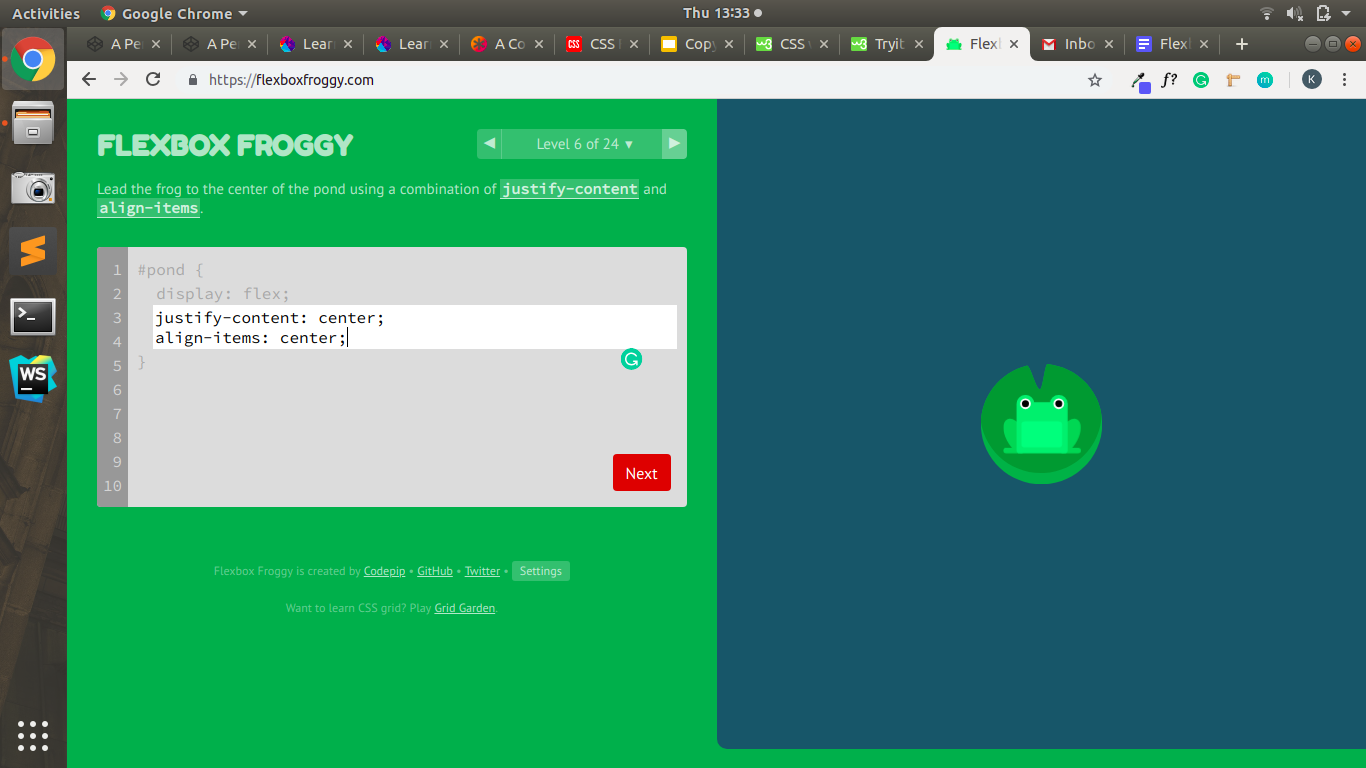 Activities Google Chrome Thu 13:33
A Pe A Pe Lear Lear A Co CSS Copy CSS Tryit Flex Inbo Flex
https://flexboxfroggy.com f? K
FLEXBOX FROGGY
Level 6 of 24
Lead the frog to the center of the pond using a combination of justify-content and
align-items.
1 #pond {
2 display: flex;
3 justify-content: center;
4 align-items: center;
5 }
6
7
8
9
10
Next
WS
Flexbox Froggy is created by Codepip • GitHub • Twitter • Settings
Want to learn CSS grid? Play Grid Garden.